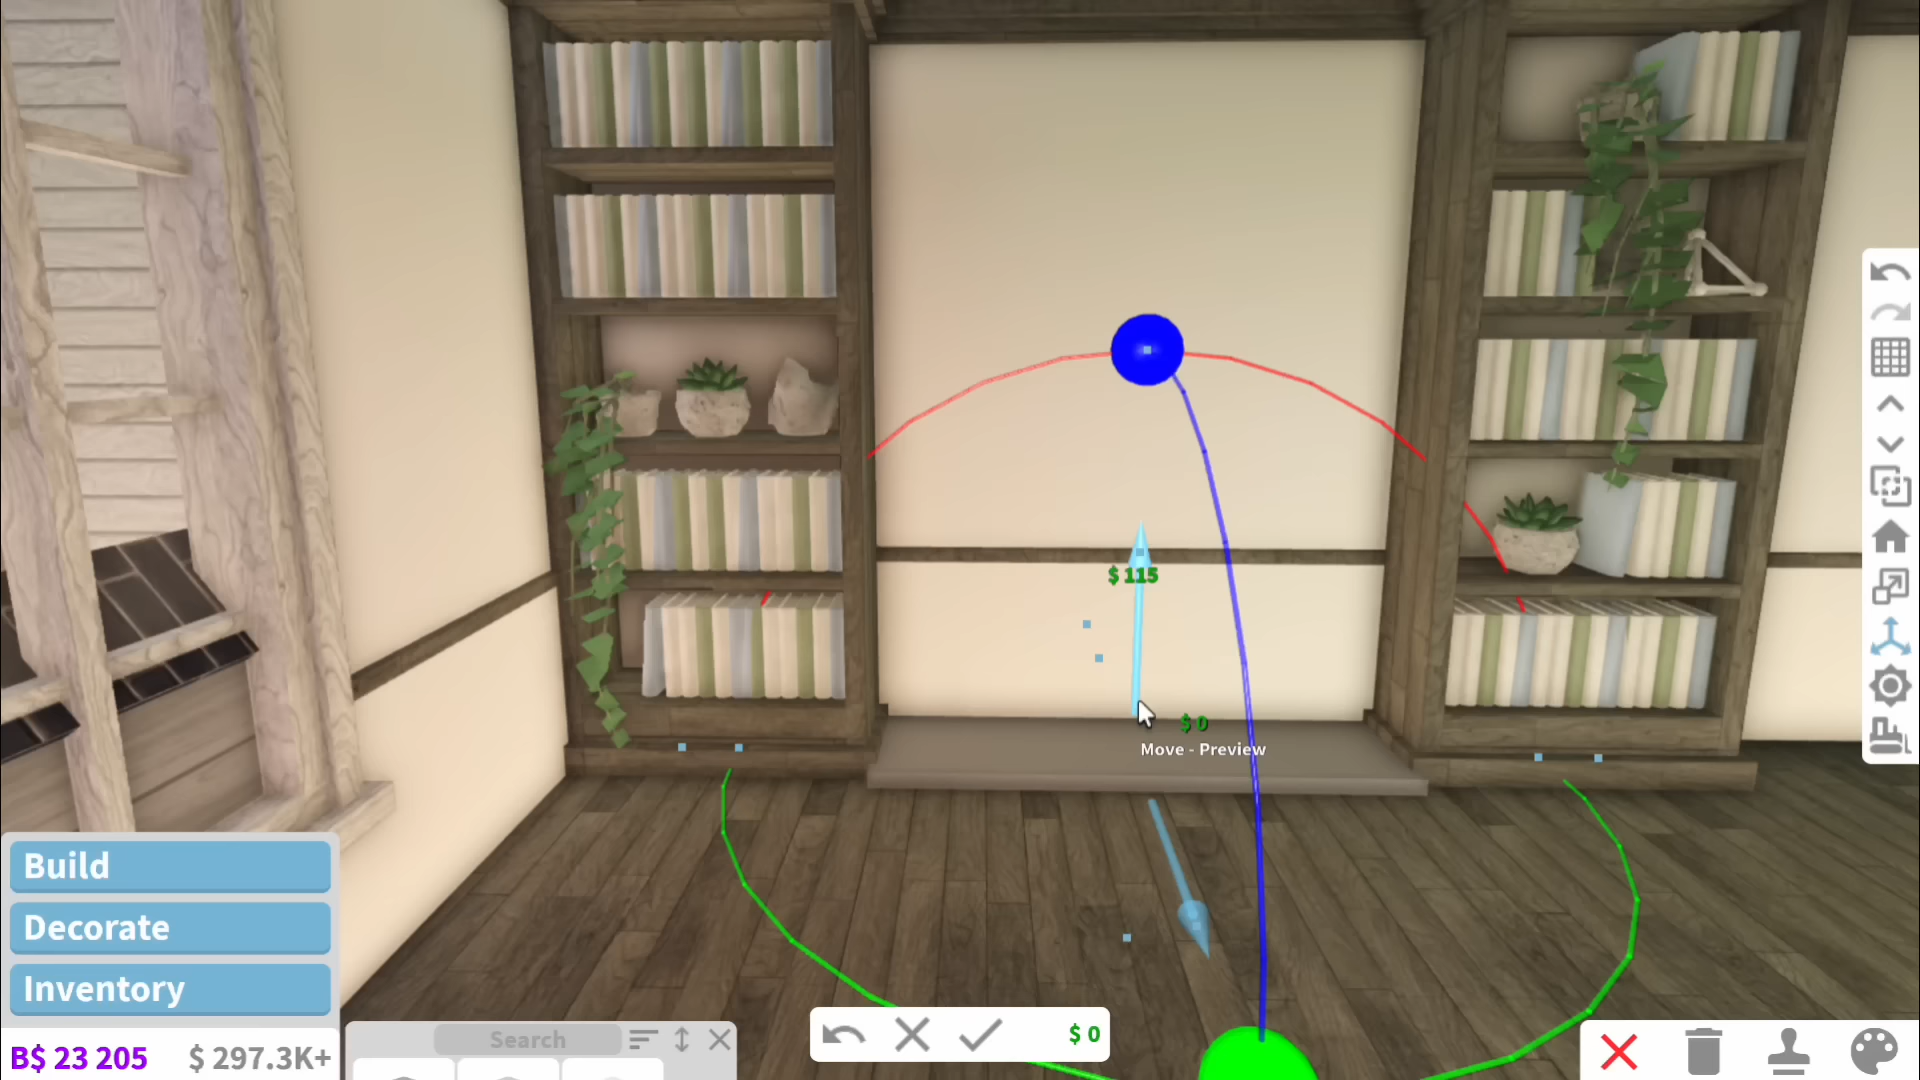 $ 115
$ 0
Move - Preview
Build
Decorate
Inventory
B$ 23 205 $ 297.3K+
Search
$ 0